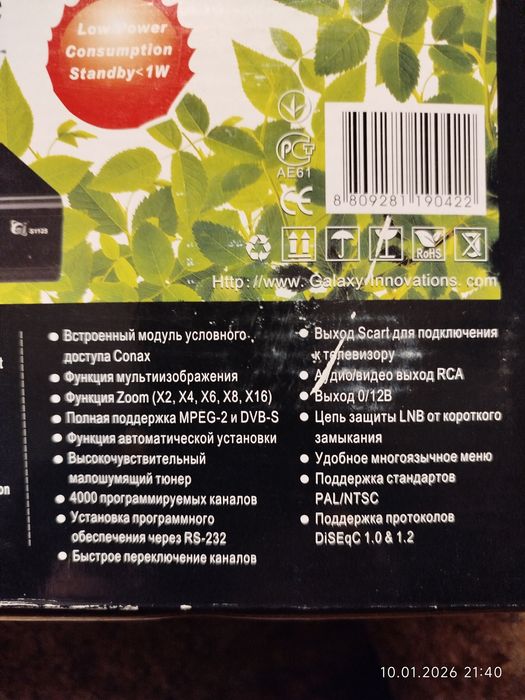 Low Power
Consumption
Standby<1W
AE61
8 809281 190422
CE
RoHS
Gi S1125
Http://www. Galaxy-innovations. com
Встроенный модуль условного
доступа Conax
Функция мультиизображения
Функция Zoom (X2, X4, X6, X8, X16)
Полная поддержка MPEG-2 и DVB-S
Функция автоматической установки
Высокочувствительный
малошумящий тюнер
4000 программируемых каналов
Установка программного
обеспечения через RS-232
Быстрое переключение каналов
Выход Scart для подключения
к телевизору
Аудио/видео выход RCA
Выход 0/12В
Цепь защиты LNB от короткого
замыкания
Удобное многоязычное меню
Поддержка стандартов
PAL/NTSC
Поддержка протоколов
DiSEqC 1.0 & 1.2
on
10.01.2026 21:40